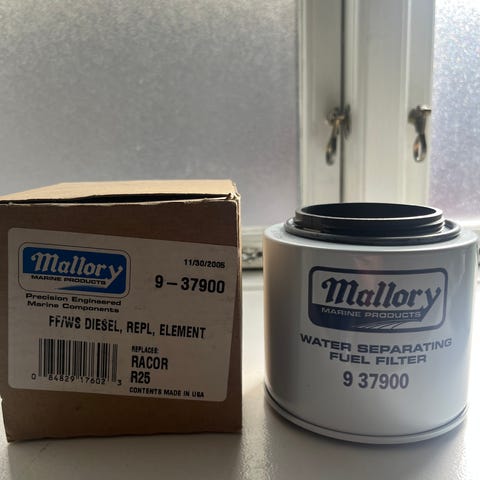 Mallory
MARINE PRODUCTS
11/30/2005
9-37900
Precision Engineered
Marine Components
FF/WS DIESEL, REPL, ELEMENT
REPLACES:
RACOR
R25
0 84829 17602 3
CONTENTS MADE IN USA
Mallory
MARINE PRODUCTS
WATER SEPARATING
FUEL FILTER
9 37900